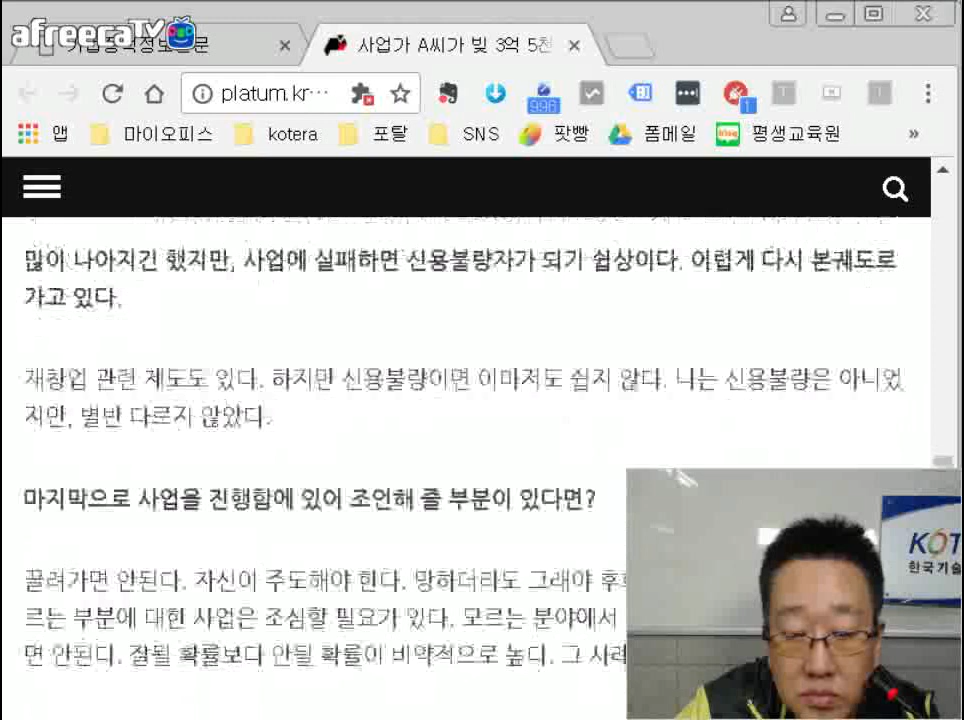 afreecaTV
사업가 A씨가 빚 3억 5천
platum.kr…
996
1
앱 마이오피스 kotera 포탈 SNS 팟빵 폼메일 평생교육원 »
많이 나아지긴 했지만, 사업에 실패하면 신용불량자가 되기 쉽상이다. 어렵게 다시 본궤도로
가고 있다.
재창업 관련 제도도 있다. 하지만 신용불량이면 이마저도 쉽지 않다. 나는 신용불량은 아니었
지만, 별반 다르지 않았다.
마지막으로 사업을 진행함에 있어 조언해 줄 부분이 있다면?
끌려가면 안된다. 자신이 주도해야 한다. 망하더라도 그래야
르는 부분에 대한 사업은 조심할 필요가 있다. 모르는 분야에서
면 안된다. 잘될 확률보다 안될 확률이 비약적으로 높다. 그
KOT
한국기술